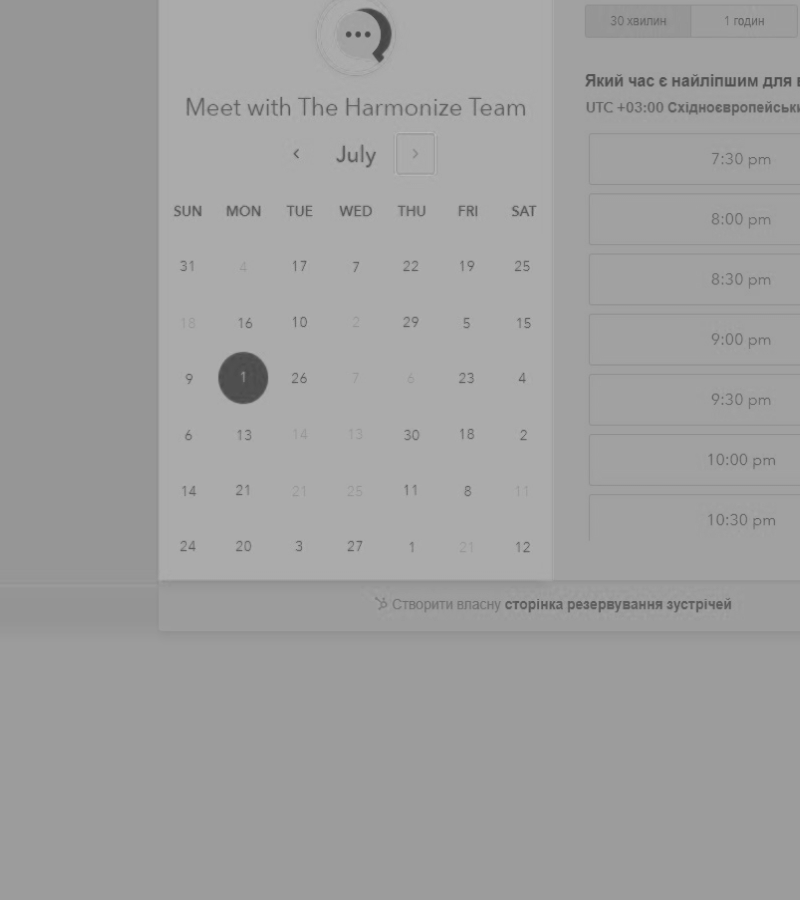 Meet with The Harmonize Team
July
SUN MON TUE WED THU FRI SAT
31 4 17 7 22 19 25
18 16 10 2 29 5 15
9 1 26 7 6 23 4
6 13 14 13 30 18 2
14 21 21 25 11 8 11
24 20 3 27 1 21 12
30 хвилин 1 годин
Який час є найліпшим для
UTC +03:00
7:30 pm
8:00 pm
8:30 pm
9:00 pm
9:30 pm
10:00 pm
10:30 pm
Створити власну сторінка резервування зустрічей